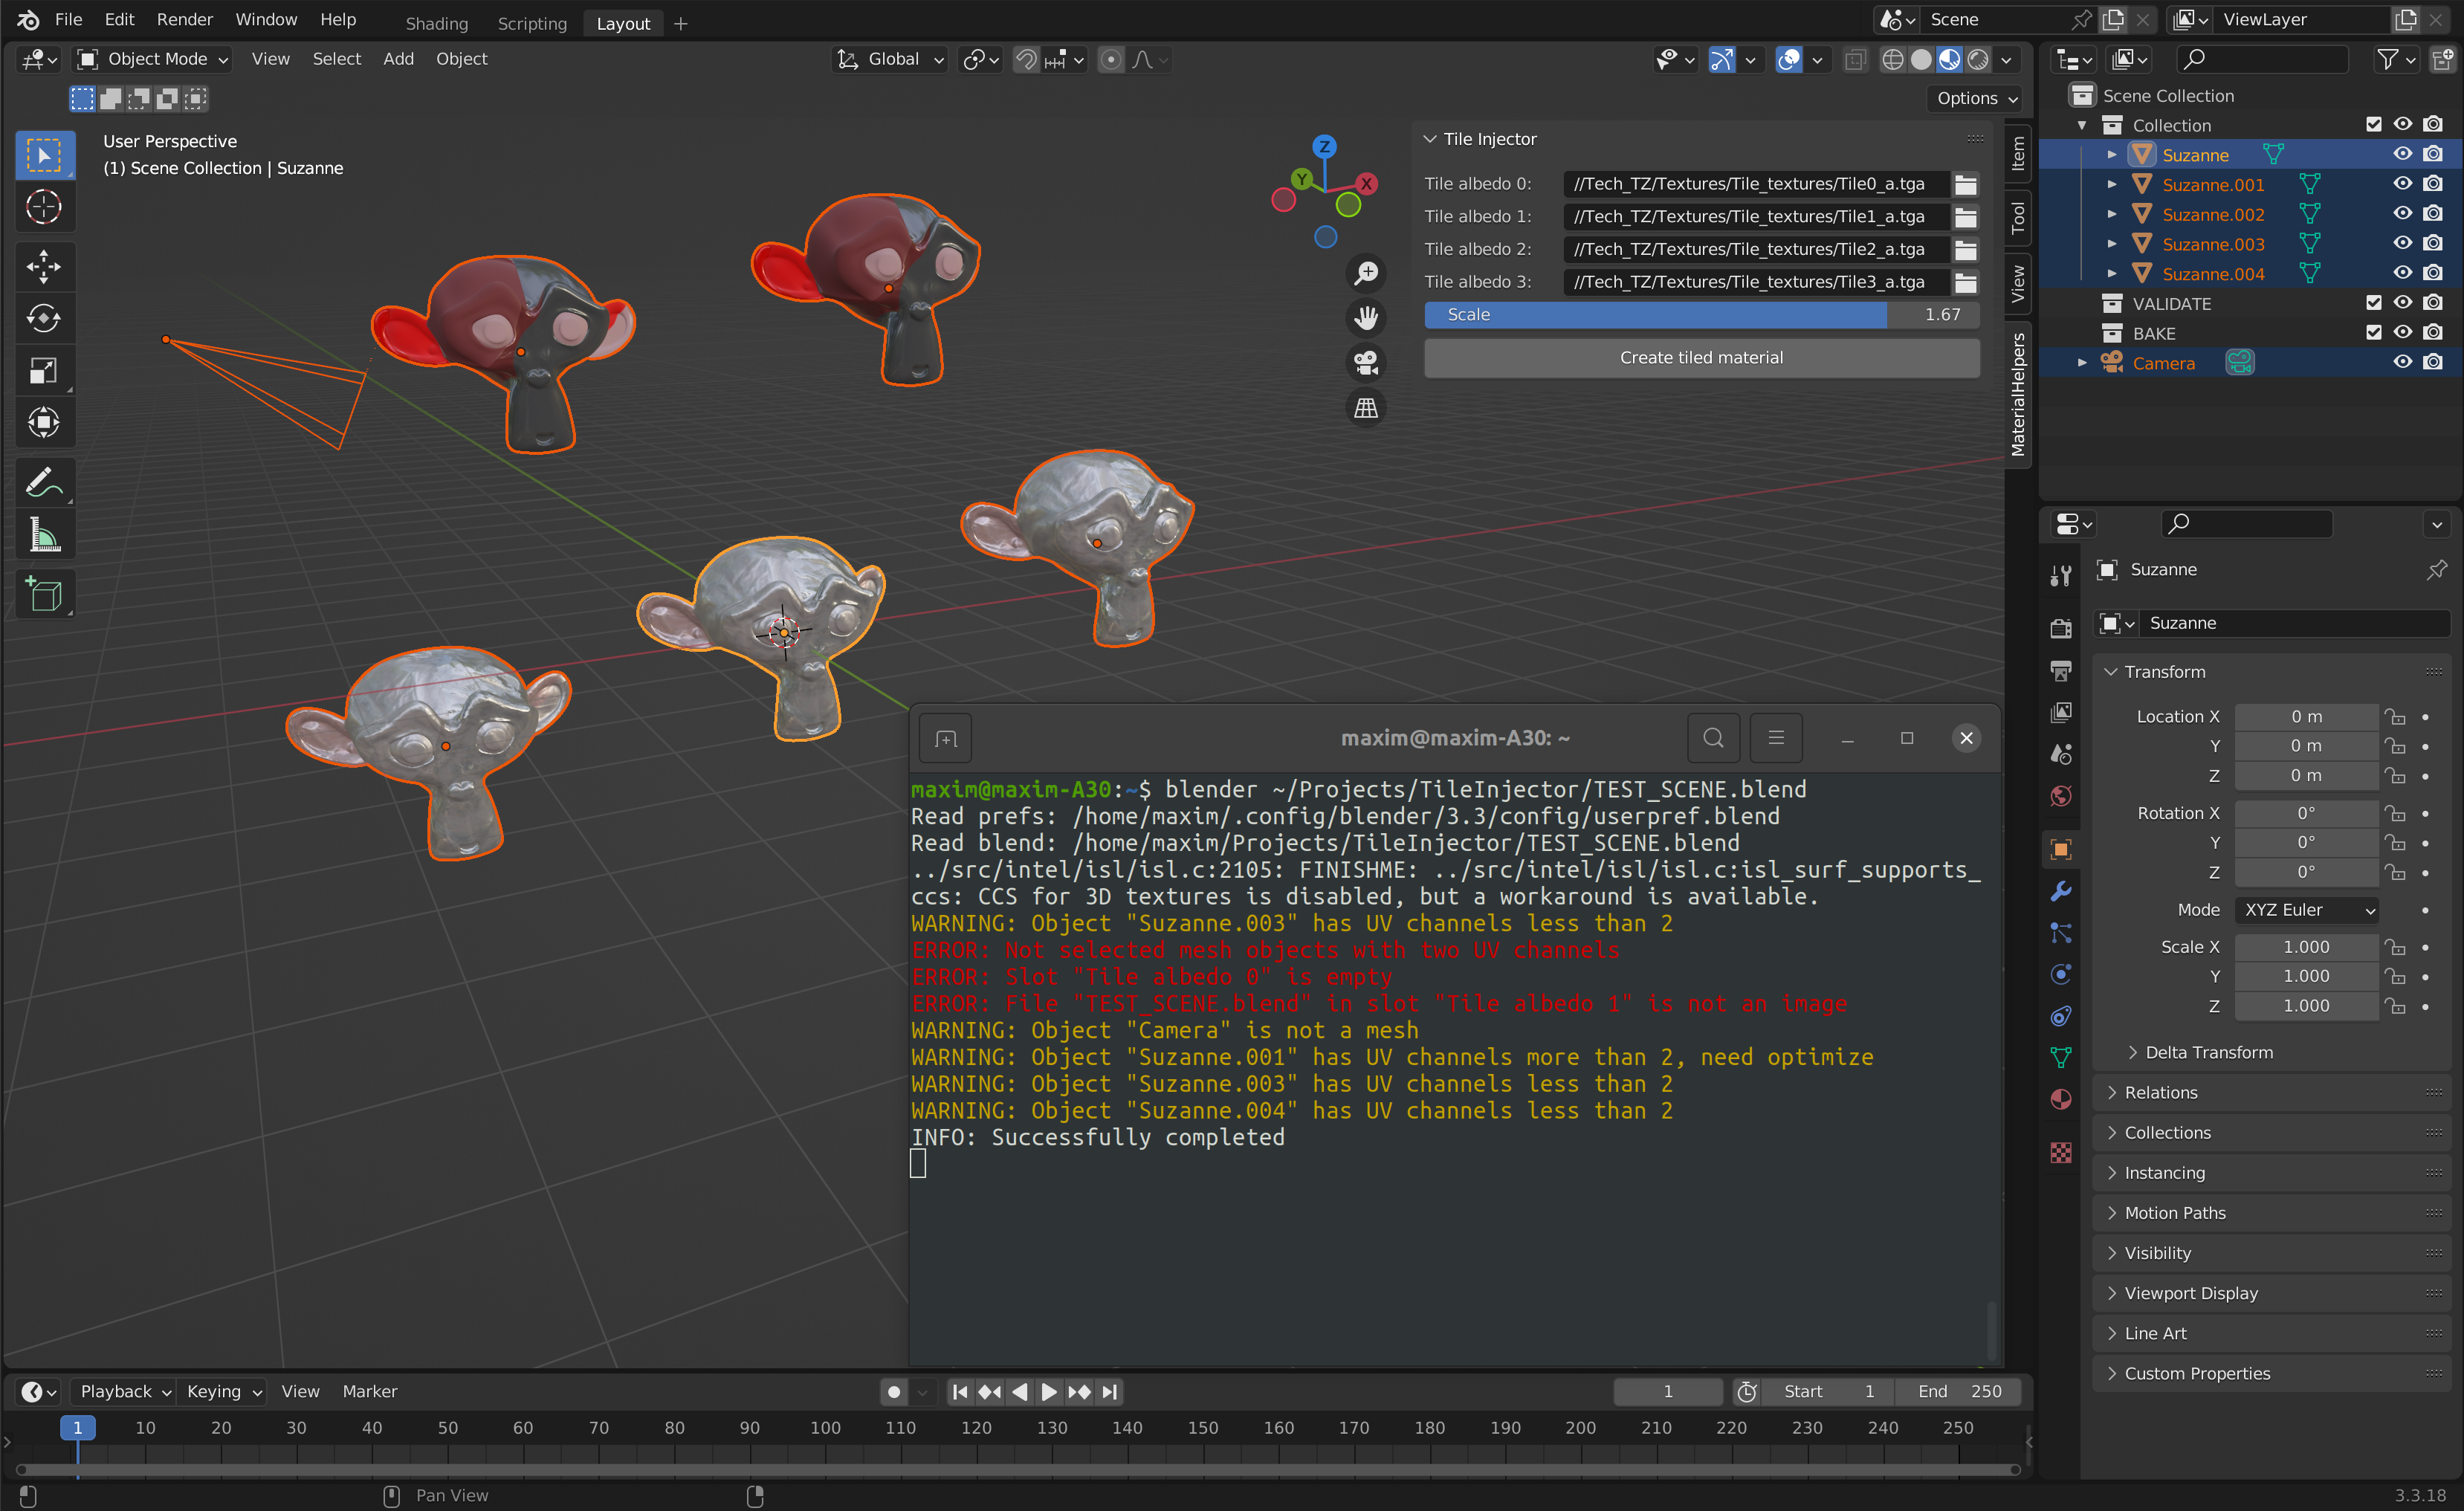 File Edit Render Window Help Shading Scripting Layout + Scene ViewLayer
Object Mode View Select Add Object Global
Options
User Perspective
(1) Scene Collection | Suzanne
Z
Y
X
Tile Injector
Tile albedo 0: //Tech_TZ/Textures/Tile_textures/Tile0_a.tga
Tile albedo 1: //Tech_TZ/Textures/Tile_textures/Tile1_a.tga
Tile albedo 2: //Tech_TZ/Textures/Tile_textures/Tile2_a.tga
Tile albedo 3: //Tech_TZ/Textures/Tile_textures/Tile3_a.tga
Scale 1.67
Create tiled material
Item
Tool
View
MaterialHelpers
Scene Collection
Collection
Suzanne
Suzanne.001
Suzanne.002
Suzanne.003
Suzanne.004
VALIDATE
BAKE
Camera
Suzanne
Suzanne
Transform
Location X 0 m
Y 0 m
Z 0 m
Rotation X 0°
Y 0°
Z 0°
Mode XYZ Euler
Scale X 1.000
Y 1.000
Z 1.000
Delta Transform
Relations
Collections
Instancing
Motion Paths
Visibility
Viewport Display
Line Art
Custom Properties
maxim@maxim-A30: ~
maxim@maxim-A30:~$ blender ~/Projects/TileInjector/TEST_SCENE.blend
Read prefs: /home/maxim/.config/blender/3.3/config/userpref.blend
Read blend: /home/maxim/Projects/TileInjector/TEST_SCENE.blend
../src/intel/isl/isl.c:2105: FINISHME: ../src/intel/isl/isl.c:isl_surf_supports_
ccs: CCS for 3D textures is disabled, but a workaround is available.
WARNING: Object "Suzanne.003" has UV channels less than 2
ERROR: Not selected mesh objects with two UV channels
ERROR: Slot "Tile albedo 0" is empty
ERROR: File "TEST_SCENE.blend" in slot "Tile albedo 1" is not an image
WARNING: Object "Camera" is not a mesh
WARNING: Object "Suzanne.001" has UV channels more than 2, need optimize
WARNING: Object "Suzanne.003" has UV channels less than 2
WARNING: Object "Suzanne.004" has UV channels less than 2
INFO: Successfully completed
Playback Keying View Marker 1 Start 1 End 250
1 10 20 30 40 50 60 70 80 90 100 110 120 130 140 150 160 170 180 190 200 210 220 230 240 250
Pan View
3.3.18